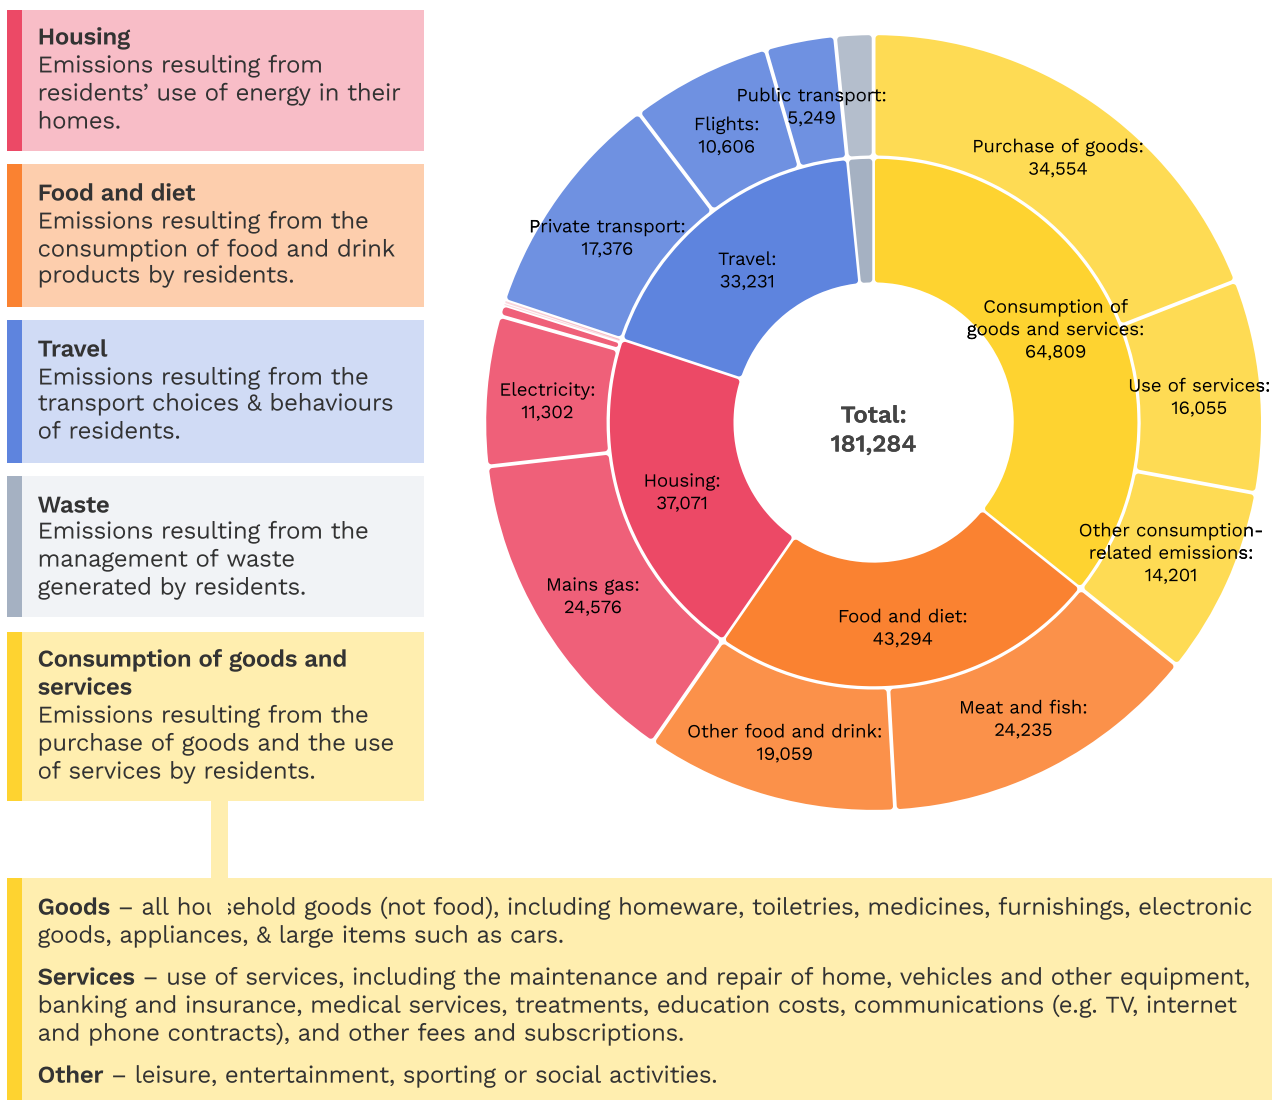 Housing
Emissions resulting from
residents’ use of energy in their
homes.
Food and diet
Emissions resulting from the
consumption of food and drink
products by residents.
Travel
Emissions resulting from the
transport choices & behaviours
of residents.
Waste
Emissions resulting from the
management of waste
generated by residents.
Consumption of goods and
services
Emissions resulting from the
purchase of goods and the use
of services by residents.
Public transport:
5,249
Flights:
10,606
Private transport:
17,376
Travel:
33,231
Purchase of goods:
34,554
Consumption of
goods and services:
64,809
Use of services:
16,055
Other consumption-
related emissions:
14,201
Total:
181,284
Electricity:
11,302
Housing:
37,071
Mains gas:
24,576
Food and diet:
43,294
Other food and drink:
19,059
Meat and fish:
24,235
Goods – all household goods (not food), including homeware, toiletries, medicines, furnishings, electronic
goods, appliances, & large items such as cars.
Services – use of services, including the maintenance and repair of home, vehicles and other equipment,
banking and insurance, medical services, treatments, education costs, communications (e.g. TV, internet
and phone contracts), and other fees and subscriptions.
Other – leisure, entertainment, sporting or social activities.